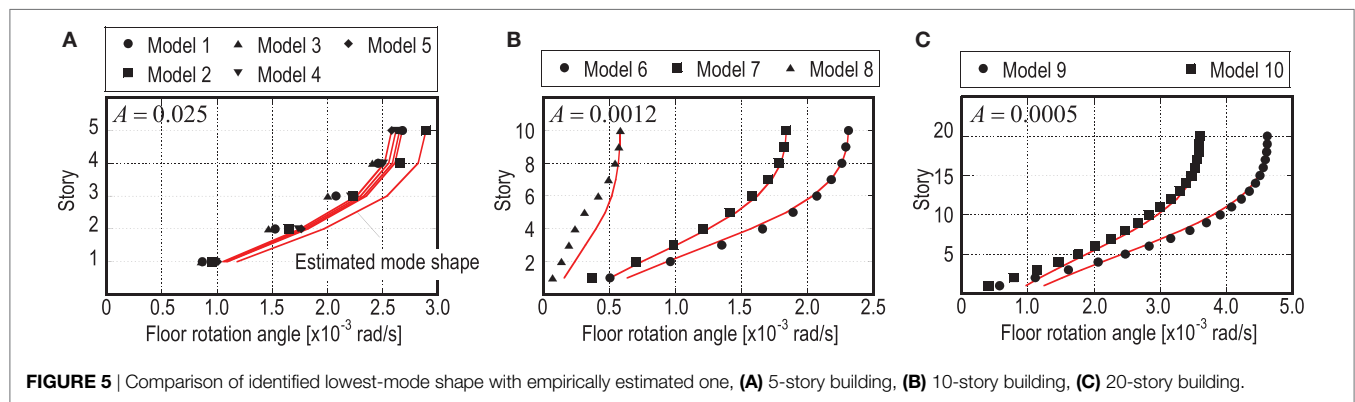 A
● Model 1 ▲ Model 3 ◆ Model 5
■ Model 2 ▼ Model 4
A = 0.025
5
4
3
2
1
Story
Estimated mode shape
0 0.5 1.0 1.5 2.0 2.5 3.0
Floor rotation angle [x10⁻³ rad/s]
B
● Model 6 ■ Model 7 ▲ Model 8
A = 0.0012
10
8
6
4
2
Story
0 0.5 1.0 1.5 2.0 2.5
Floor rotation angle [x10⁻³ rad/s]
C
● Model 9 ■ Model 10
A = 0.0005
20
15
10
5
Story
0 1.0 2.0 3.0 4.0 5.0
Floor rotation angle [x10⁻³ rad/s]
FIGURE 5 | Comparison of identified lowest-mode shape with empirically estimated one, (A) 5-story building, (B) 10-story building, (C) 20-story building.